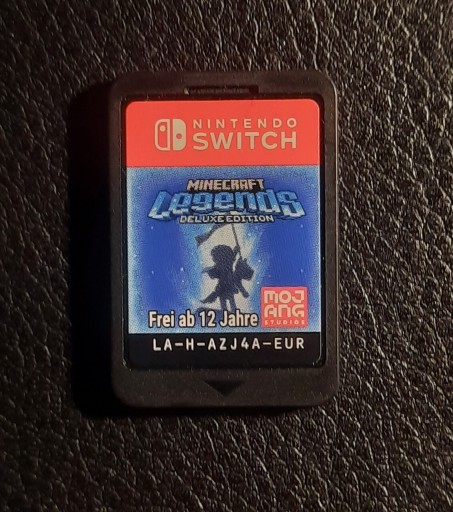 NINTENDO
SWITCH
MINECRAFT
Legends
DELUXE EDITION
Frei ab 12 Jahre
MOJ
ANG
STUDIOS
LA-H-AZJ4A-EUR